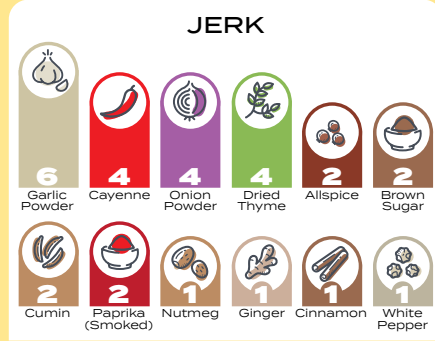 JERK
6 4 4 4 2 2
Garlic Powder Cayenne Onion Powder Dried Thyme Allspice Brown Sugar
2 2 1 1 1 1
Cumin Paprika (Smoked) Nutmeg Ginger Cinnamon White Pepper